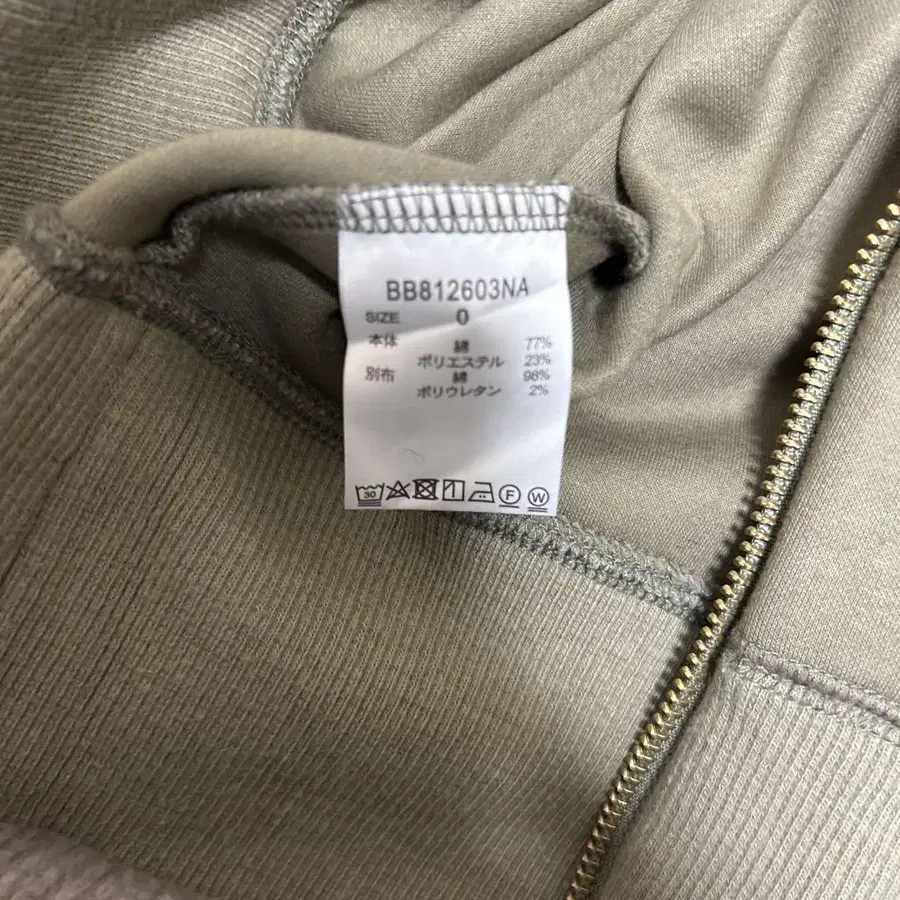 BB812603NA
SIZE 0
本体 綿 77%
ポリエステル 23%
別布 綿 98%
ポリウレタン 2%
30 F W